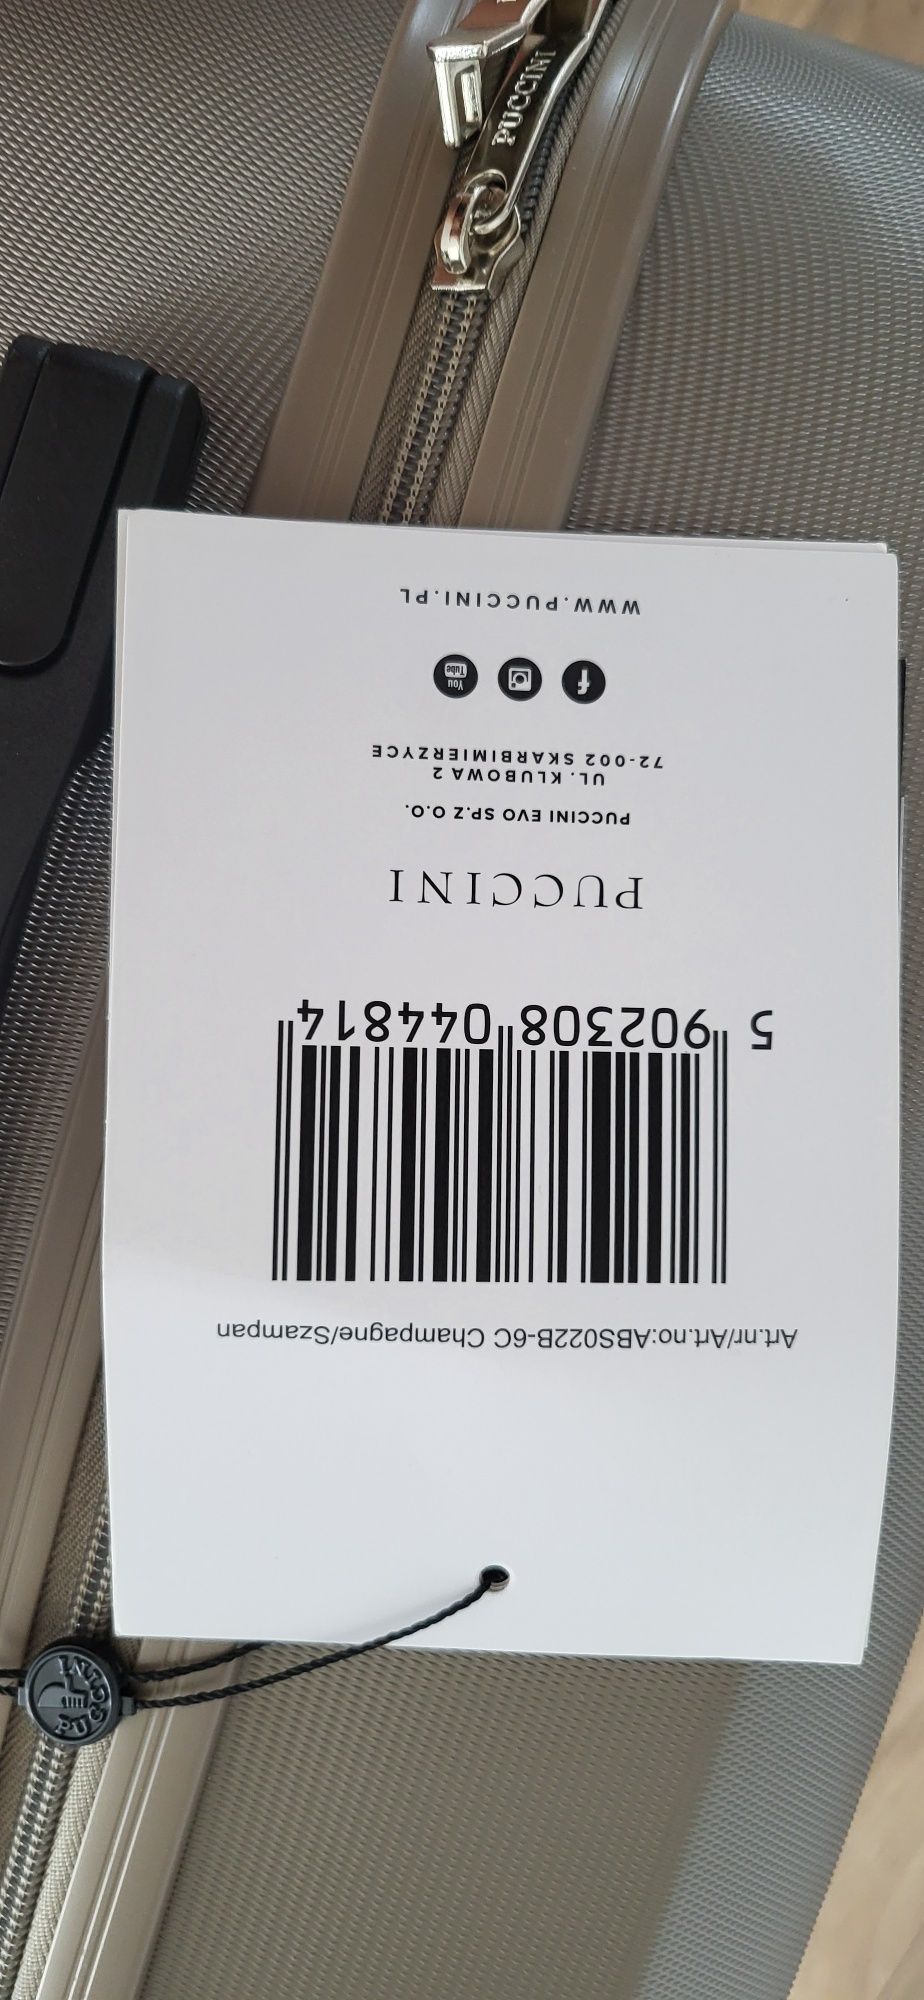 Art.nr/Art.no:ABS022B-6C Champagne/Szampan
5 902308 044814
PUCCINI
PUCCINI EVO SP.Z O.O.
UL. KLUBOWA 2
72-002 SKARBIMIERZYCE
f
You Tube
WWW.PUCCINI.PL
PUCCINI
PUCCINI